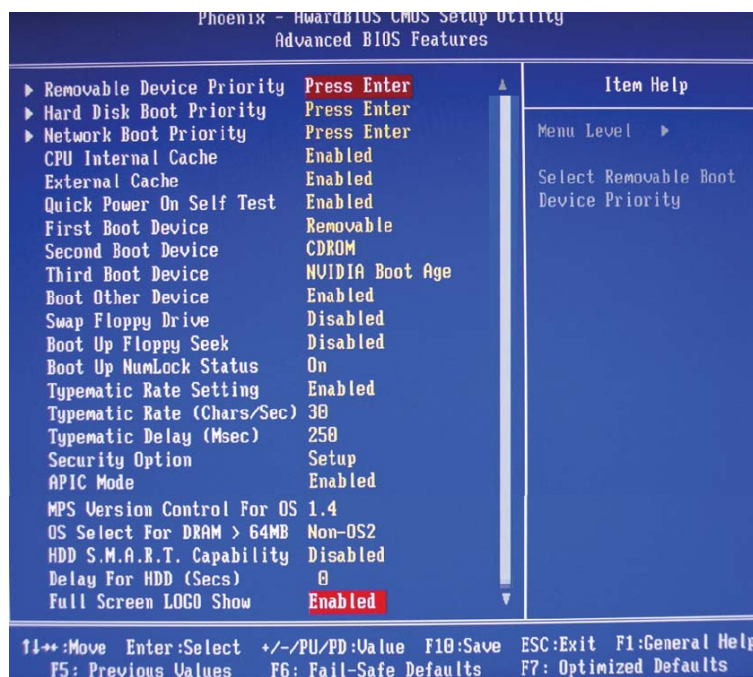 Phoenix - AwardBIOS CMOS Setup Utility
Advanced BIOS Features
Removable Device Priority Press Enter
Hard Disk Boot Priority Press Enter
Network Boot Priority Press Enter
CPU Internal Cache Enabled
External Cache Enabled
Quick Power On Self Test Enabled
First Boot Device Removable
Second Boot Device CDROM
Third Boot Device NVIDIA Boot Age
Boot Other Device Enabled
Swap Floppy Drive Disabled
Boot Up Floppy Seek Disabled
Boot Up NumLock Status On
Typematic Rate Setting Enabled
Typematic Rate (Chars/Sec) 30
Typematic Delay (Msec) 250
Security Option Setup
APIC Mode Enabled
MPS Version Control For OS 1.4
OS Select For DRAM > 64MB Non-OS2
HDD S.M.A.R.T. Capability Disabled
Delay For HDD (Secs) 0
Full Screen LOGO Show Enabled
Item Help
Menu Level
Select Removable Boot
Device Priority
↑↓→←:Move Enter:Select +/-/PU/PD:Value F10:Save ESC:Exit F1:General Help
F5: Previous Values F6: Fail-Safe Defaults F7: Optimized Defaults